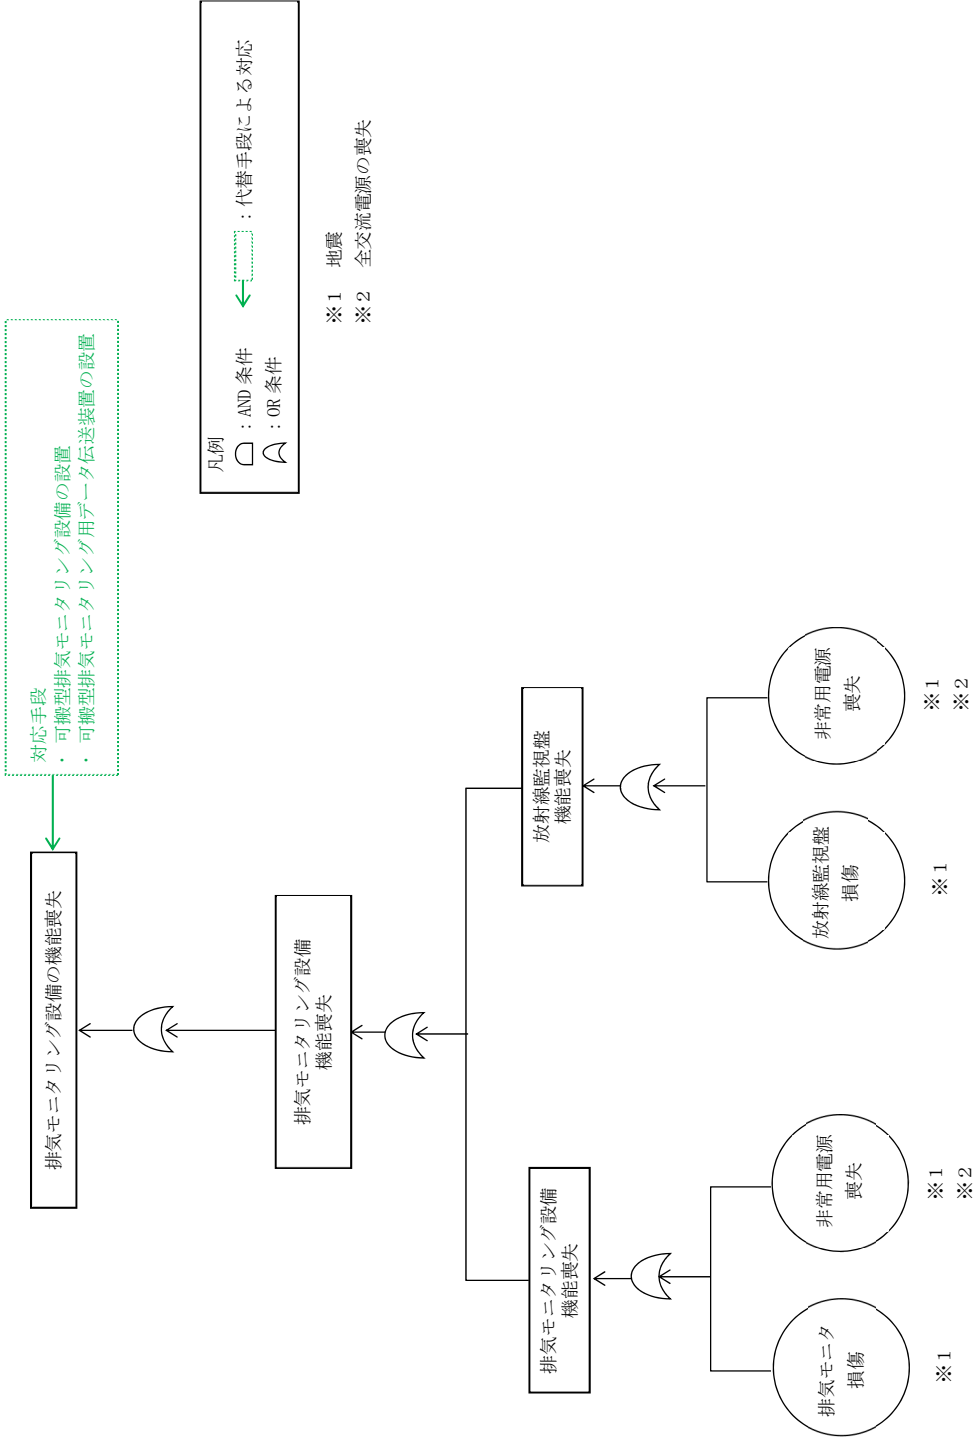 対応手段
・ 可搬型排気モニタリング設備の設置
・ 可搬型排気モニタリング用データ伝送装置の設置
排気モニタリング設備の機能喪失
排気モニタリング設備
機能喪失
排気モニタリング設備
機能喪失
放射線監視盤
機能喪失
排気モニタ
損傷
※1
非常用電源
喪失
※1
※2
放射線監視盤
損傷
※1
非常用電源
喪失
※1
※2
凡例
：AND 条件
：代替手段による対応
：OR 条件
※1 地震
※2 全交流電源の喪失